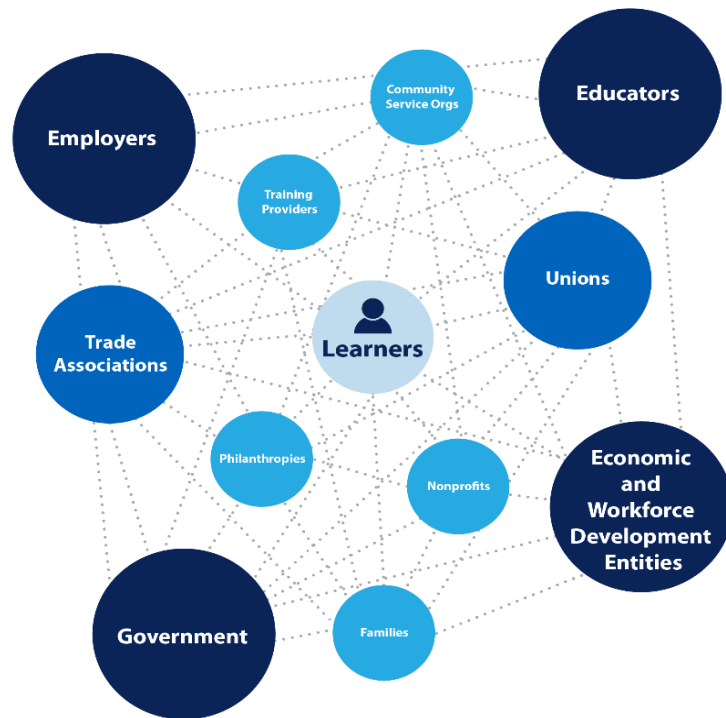 Community
Service Orgs
Educators
Employers
Training
Providers
Unions
Trade
Associations
Learners
Philanthropies
Nonprofits
Economic
and
Workforce
Development
Entities
Government
Families